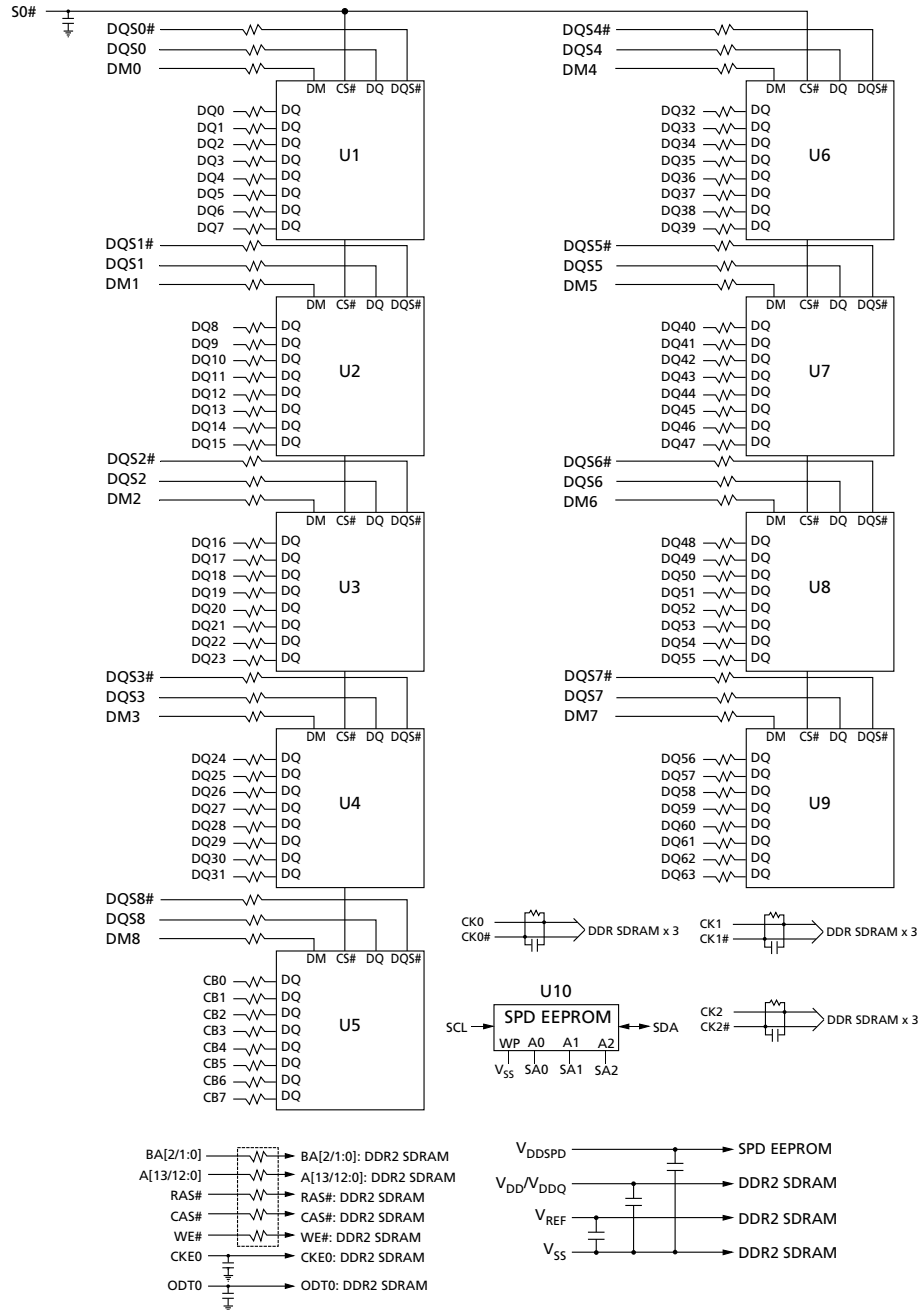 S0#
DQS0#
DQS0
DM0
DM CS# DQ DQS#
U1
DQ0 DQ
DQ1 DQ
DQ2 DQ
DQ3 DQ
DQ4 DQ
DQ5 DQ
DQ6 DQ
DQ7 DQ
DQS1#
DQS1
DM1
DM CS# DQ DQS#
U2
DQ8 DQ
DQ9 DQ
DQ10 DQ
DQ11 DQ
DQ12 DQ
DQ13 DQ
DQ14 DQ
DQ15 DQ
DQS2#
DQS2
DM2
DM CS# DQ DQS#
U3
DQ16 DQ
DQ17 DQ
DQ18 DQ
DQ19 DQ
DQ20 DQ
DQ21 DQ
DQ22 DQ
DQ23 DQ
DQS3#
DQS3
DM3
DM CS# DQ DQS#
U4
DQ24 DQ
DQ25 DQ
DQ26 DQ
DQ27 DQ
DQ28 DQ
DQ29 DQ
DQ30 DQ
DQ31 DQ
DQS8#
DQS8
DM8
DM CS# DQ DQS#
U5
CB0 DQ
CB1 DQ
CB2 DQ
CB3 DQ
CB4 DQ
CB5 DQ
CB6 DQ
CB7 DQ
DQS4#
DQS4
DM4
DM CS# DQ DQS#
U6
DQ32 DQ
DQ33 DQ
DQ34 DQ
DQ35 DQ
DQ36 DQ
DQ37 DQ
DQ38 DQ
DQ39 DQ
DQS5#
DQS5
DM5
DM CS# DQ DQS#
U7
DQ40 DQ
DQ41 DQ
DQ42 DQ
DQ43 DQ
DQ44 DQ
DQ45 DQ
DQ46 DQ
DQ47 DQ
DQS6#
DQS6
DM6
DM CS# DQ DQS#
U8
DQ48 DQ
DQ49 DQ
DQ50 DQ
DQ51 DQ
DQ52 DQ
DQ53 DQ
DQ54 DQ
DQ55 DQ
DQS7#
DQS7
DM7
DM CS# DQ DQS#
U9
DQ56 DQ
DQ57 DQ
DQ58 DQ
DQ59 DQ
DQ60 DQ
DQ61 DQ
DQ62 DQ
DQ63 DQ
CK0
CK0#
DDR SDRAM x 3
CK1
CK1#
DDR SDRAM x 3
U10
SCL SPD EEPROM SDA
WP A0 A1 A2
VSS SA0 SA1 SA2
CK2
CK2#
DDR SDRAM x 3
BA[2/1:0] BA[2/1:0]: DDR2 SDRAM
A[13/12:0] A[13/12:0]: DDR2 SDRAM
RAS# RAS#: DDR2 SDRAM
CAS# CAS#: DDR2 SDRAM
WE# WE#: DDR2 SDRAM
CKE0 CKE0: DDR2 SDRAM
ODT0 ODT0: DDR2 SDRAM
VDDSPD SPD EEPROM
VDD/VDDQ DDR2 SDRAM
VREF DDR2 SDRAM
VSS DDR2 SDRAM